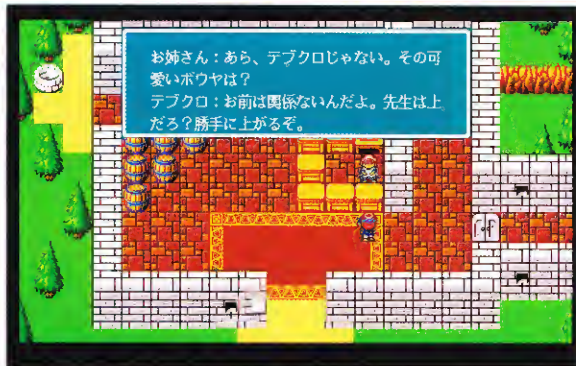 お姉さん：あら、テブクロじゃない。その可
愛いボウヤは？
テブクロ：お前は関係ないんだよ。先生は上
だろ？勝手に上がるぞ。